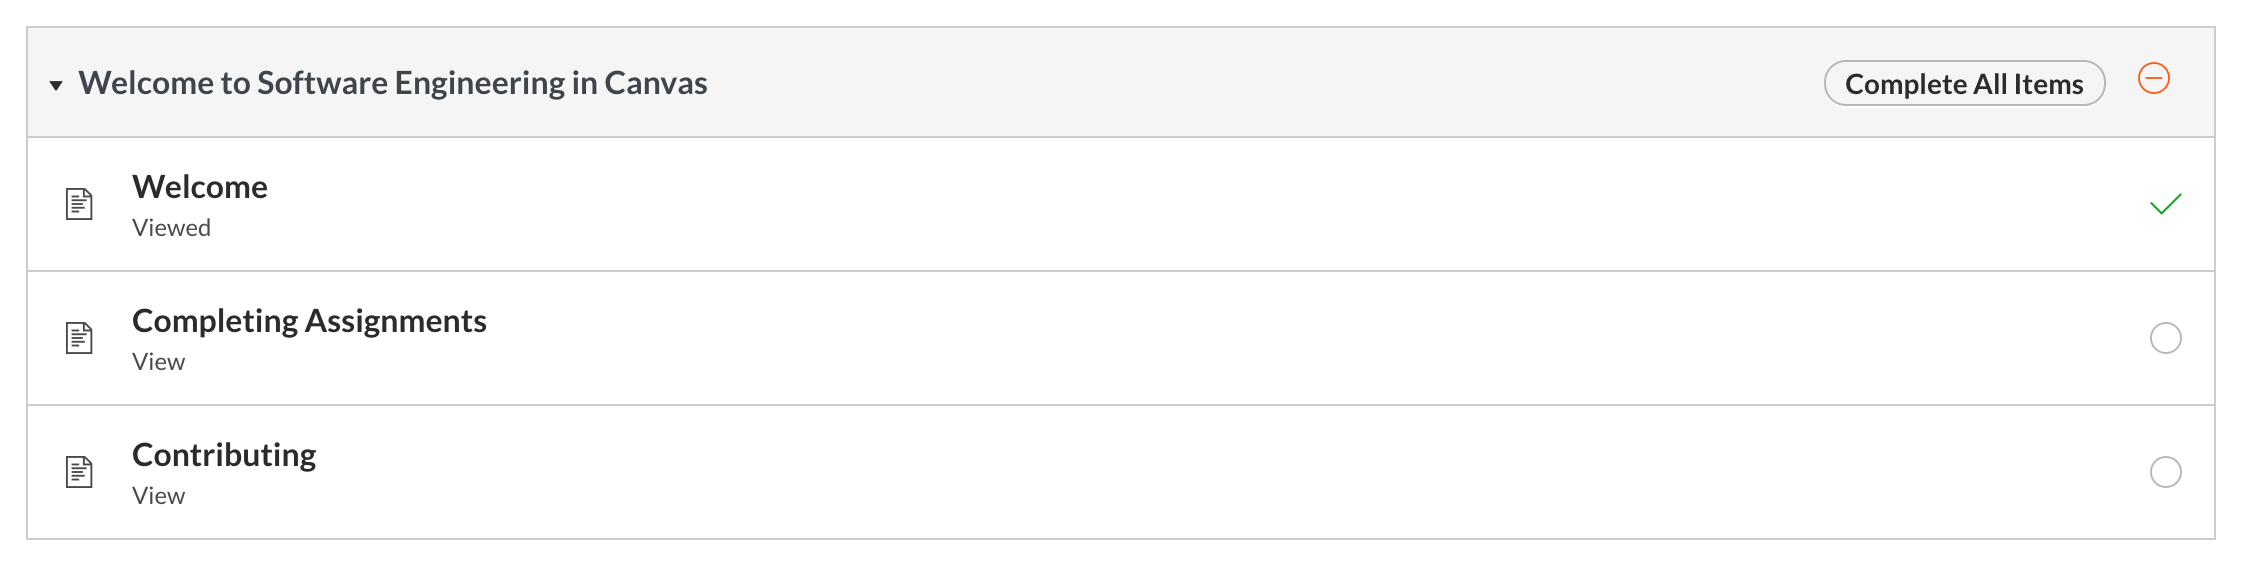 Welcome to Software Engineering in Canvas
Complete All Items
Welcome
Viewed
Completing Assignments
View
Contributing
View